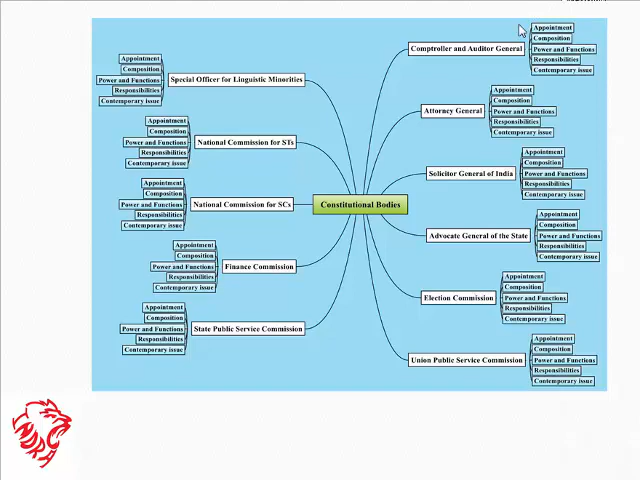 Constitutional Bodies
Special Officer for Linguistic Minorities
Appointment
Composition
Power and Functions
Responsibilities
Contemporary issue
National Commission for STs
Appointment
Composition
Power and Functions
Responsibilities
Contemporary issue
National Commission for SCs
Appointment
Composition
Power and Functions
Responsibilities
Contemporary issue
Finance Commission
Appointment
Composition
Power and Functions
Responsibilities
Contemporary issue
State Public Service Commission
Appointment
Composition
Power and Functions
Responsibilities
Contemporary issue
Comptroller and Auditor General
Appointment
Composition
Power and Functions
Responsibilities
Contemporary issue
Attorney General
Appointment
Composition
Power and Functions
Responsibilities
Contemporary issue
Solicitor General of India
Appointment
Composition
Power and Functions
Responsibilities
Contemporary issue
Advocate General of the State
Appointment
Composition
Power and Functions
Responsibilities
Contemporary issue
Election Commission
Appointment
Composition
Power and Functions
Responsibilities
Contemporary issue
Union Public Service Commission
Appointment
Composition
Power and Functions
Responsibilities
Contemporary issue